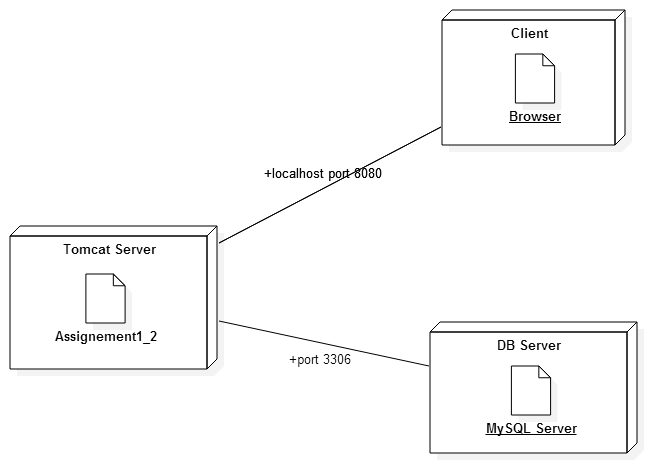 Client
Browser
+localhost port 8080
Tomcat Server
Assignement1_2
+port 3306
DB Server
MySQL Server